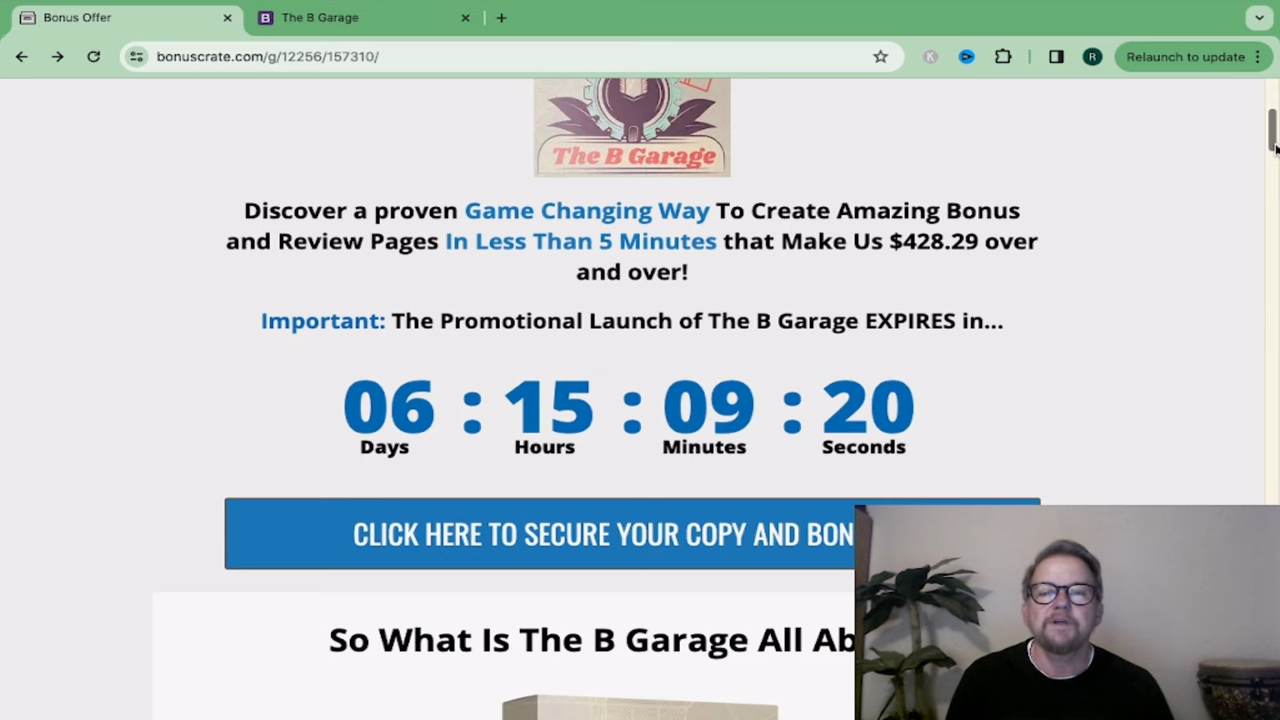 Bonus Offer
The B Garage
bonuscrate.com/g/12256/157310/
K
R
Relaunch to update
The B Garage
Discover a proven Game Changing Way To Create Amazing Bonus
and Review Pages In Less Than 5 Minutes that Make Us $428.29 over
and over!
Important: The Promotional Launch of The B Garage EXPIRES in...
06 : 15 : 09 : 20
Days Hours Minutes Seconds
CLICK HERE TO SECURE YOUR COPY AND BON
So What Is The B Garage All Ab